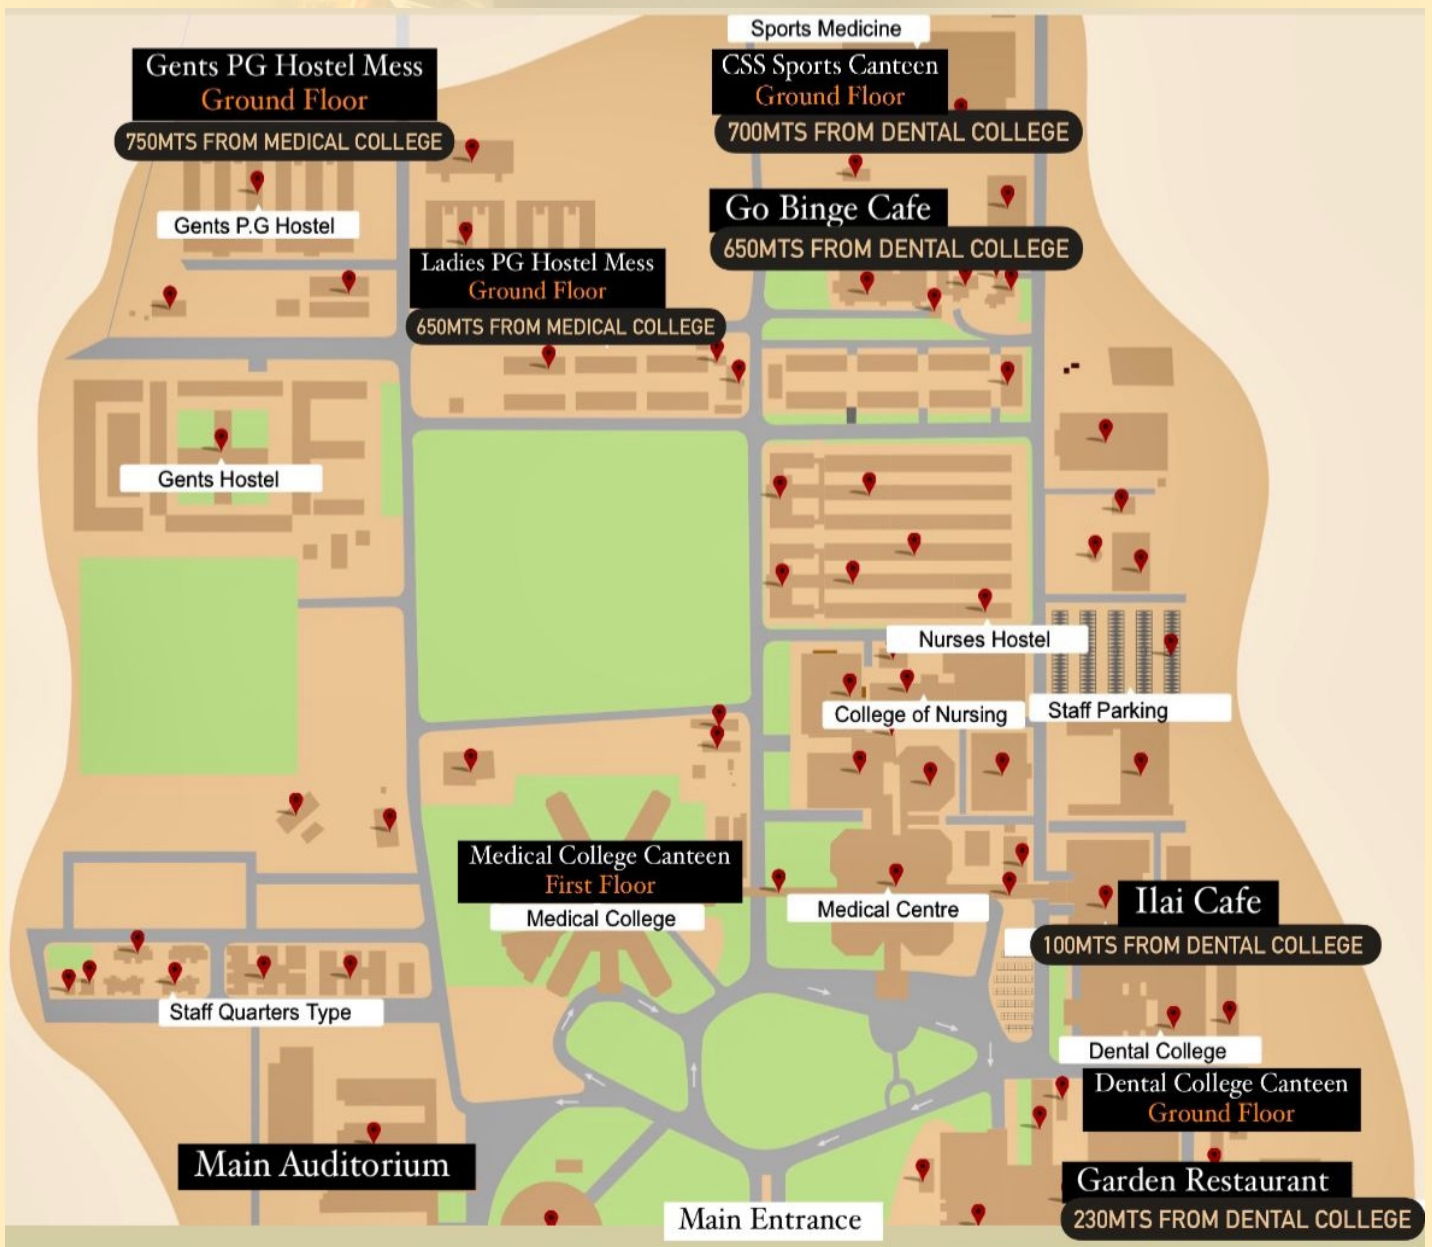 Sports Medicine
Gents PG Hostel Mess
Ground Floor
750MTS FROM MEDICAL COLLEGE
CSS Sports Canteen
Ground Floor
700MTS FROM DENTAL COLLEGE
Gents P.G Hostel
Go Binge Cafe
650MTS FROM DENTAL COLLEGE
Ladies PG Hostel Mess
Ground Floor
650MTS FROM MEDICAL COLLEGE
Gents Hostel
Nurses Hostel
College of Nursing
Staff Parking
Medical College Canteen
First Floor
Medical College
Medical Centre
Ilai Cafe
100MTS FROM DENTAL COLLEGE
Staff Quarters Type
Dental College
Dental College Canteen
Ground Floor
Main Auditorium
Garden Restaurant
230MTS FROM DENTAL COLLEGE
Main Entrance